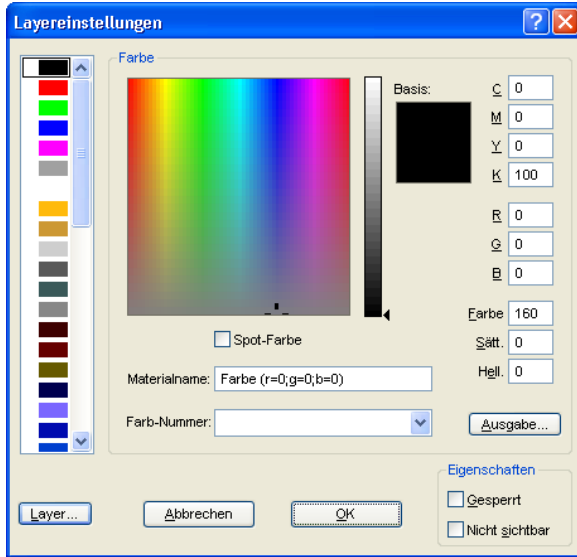 Layereinstellungen
Farbe
Basis:
C 0
M 0
Y 0
K 100
R 0
G 0
B 0
Farbe 160
Sätt. 0
Hell. 0
Spot-Farbe
Materialname: Farbe (r=0;g=0;b=0)
Farb-Nummer:
Ausgabe...
Eigenschaften
Gesperrt
Nicht sichtbar
Layer...
Abbrechen
OK